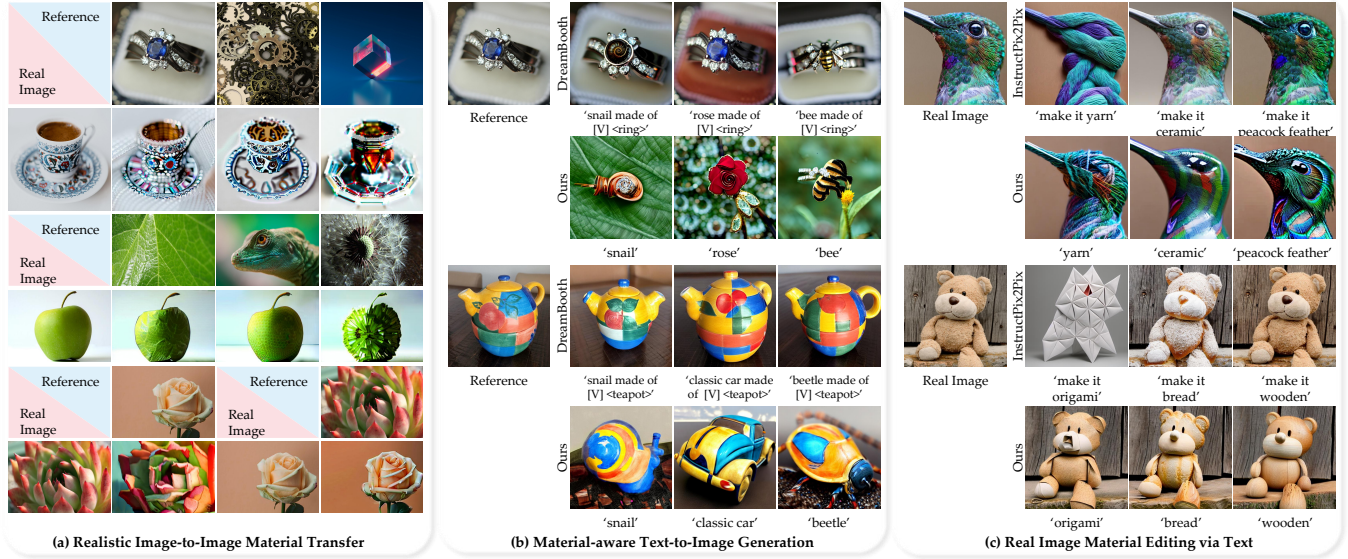 Reference
Real
Image
Reference
Real
Image
Reference
Real
Image
Reference
Real
Image
(a) Realistic Image-to-Image Material Transfer
Reference
DreamBooth
'snail made of
[V] <ring>'
'rose made of
[V] <ring>'
'bee made of
[V] <ring>'
Ours
'snail'
'rose'
'bee'
Reference
DreamBooth
'snail made of
[V] <teapot>'
'classic car made
of [V] <teapot>'
'beetle made of
[V] <teapot>'
Ours
'snail'
'classic car'
'beetle'
(b) Material-aware Text-to-Image Generation
Real Image
InstructPix2Pix
'make it yarn'
'make it
ceramic'
'make it
peacock feather'
Ours
'yarn'
'ceramic'
'peacock feather'
Real Image
InstructPix2Pix
'make it
origami'
'make it
bread'
'make it
wooden'
Ours
'origami'
'bread'
'wooden'
(c) Real Image Material Editing via Text